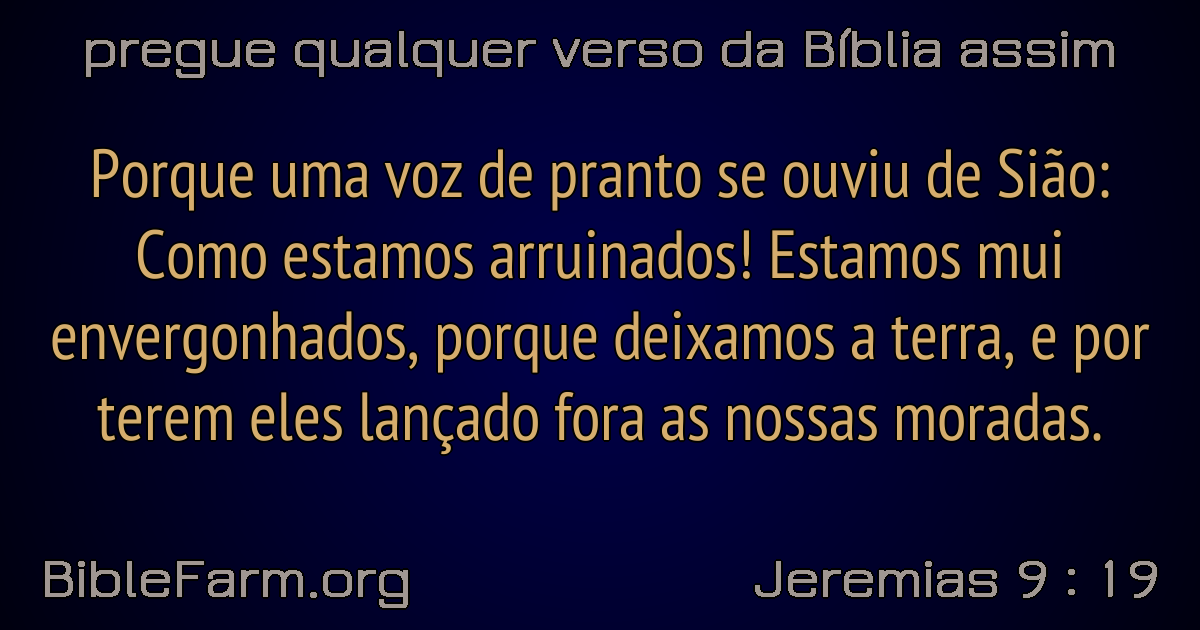 pregue qualquer verso da Bíblia assim
Porque uma voz de pranto se ouviu de Sião:
Como estamos arruinados! Estamos mui
envergonhados, porque deixamos a terra, e por
terem eles lançado fora as nossas moradas.
BibleFarm.org
Jeremias 9 : 19